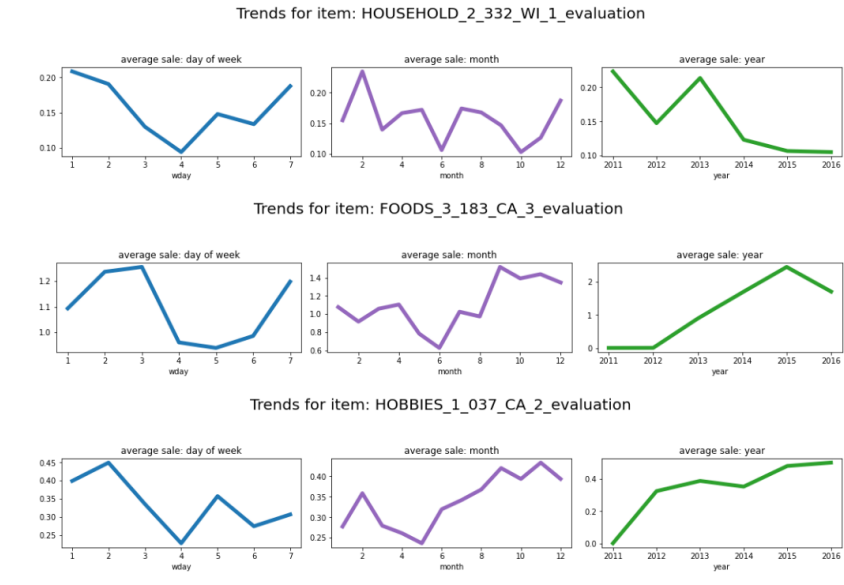 Trends for item: HOUSEHOLD_2_332_WI_1_evaluation
average sale: day of week
average sale: month
average sale: year
0.20
0.15
0.10
1 2 3 4 5 6 7
wday
0.20
0.15
0.10
2 4 6 8 10 12
month
0.20
0.15
0.10
2011 2012 2013 2014 2015 2016
year
Trends for item: FOODS_3_183_CA_3_evaluation
average sale: day of week
average sale: month
average sale: year
1.2
1.1
1.0
1 2 3 4 5 6 7
wday
1.4
1.2
1.0
0.8
0.6
2 4 6 8 10 12
month
2
1
0
2011 2012 2013 2014 2015 2016
year
Trends for item: HOBBIES_1_037_CA_2_evaluation
average sale: day of week
average sale: month
average sale: year
0.45
0.40
0.35
0.30
0.25
1 2 3 4 5 6 7
wday
0.40
0.35
0.30
0.25
2 4 6 8 10 12
month
0.4
0.2
0.0
2011 2012 2013 2014 2015 2016
year